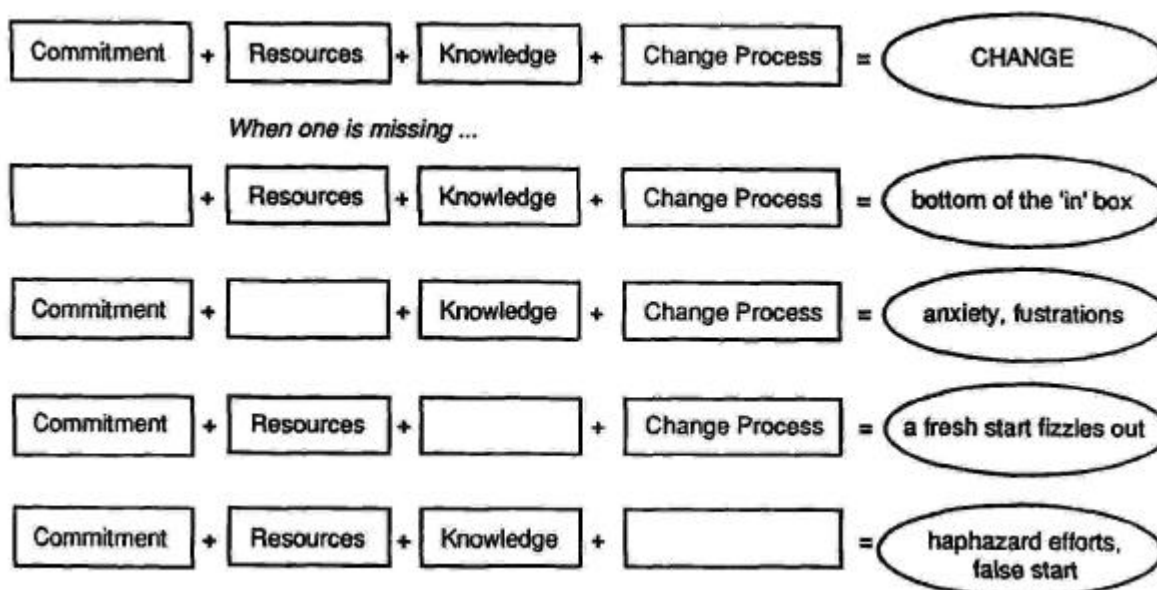 Commitment + Resources + Knowledge + Change Process = CHANGE
When one is missing ...
+ Resources + Knowledge + Change Process = bottom of the 'in' box
Commitment + + Knowledge + Change Process = anxiety, fustrations
Commitment + Resources + + Change Process = a fresh start fizzles out
Commitment + Resources + Knowledge + = haphazard efforts,
false start